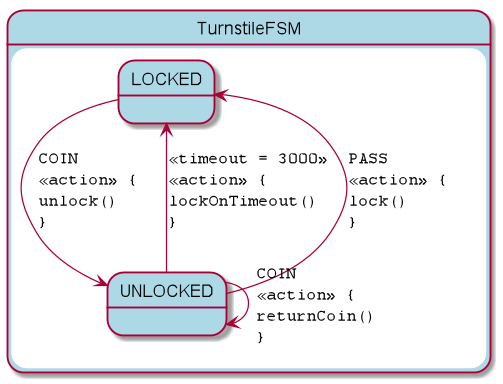 TurnstileFSM
LOCKED
COIN
«action» {
unlock()
}
«timeout = 3000»
«action» {
lockOnTimeout()
}
PASS
«action» {
lock()
}
UNLOCKED
COIN
«action» {
returnCoin()
}